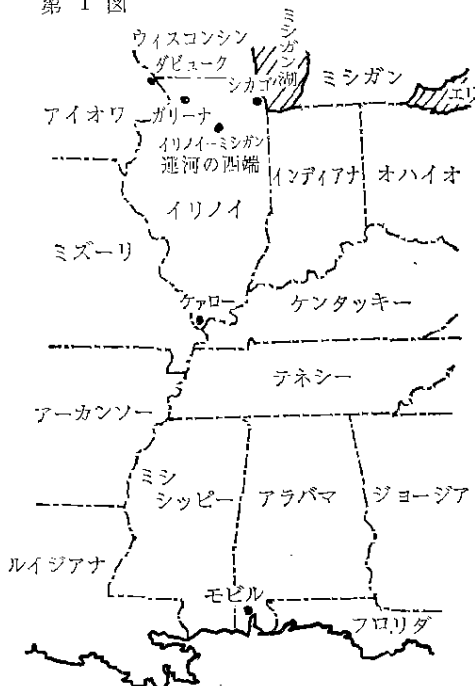 第1図
ウィスコンシン
ダビューク
シカゴ
ミシガン湖
ミシガン
エリ
アイオワ
ガリーナ
イリノイーミシガン
運河の西端
インディアナ
オハイオ
イリノイ
ミズーリ
ケァロー
ケンタッキー
テネシー
アーカンソー
ミシ
シッピー
アラバマ
ジョージア
ルイジアナ
モビル
フロリダ